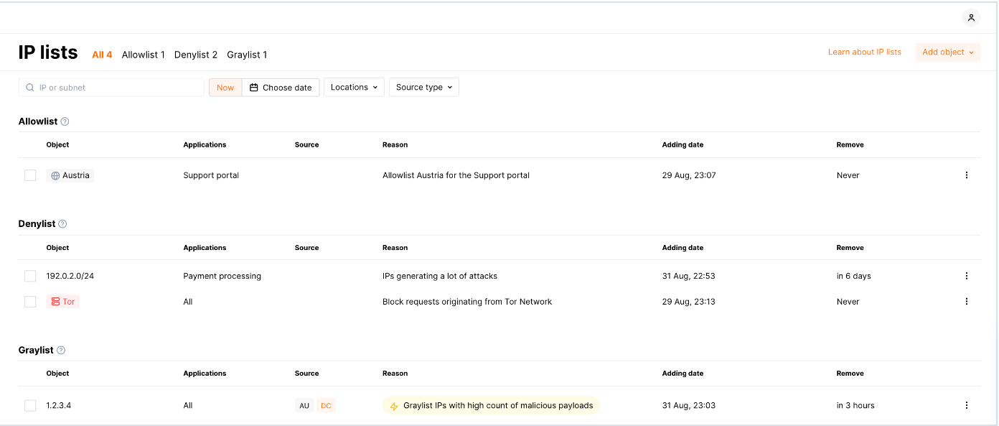 IP lists All 4 Allowlist 1 Denylist 2 Graylist 1 Learn about IP lists Add object
IP or subnet Now Choose date Locations Source type
Allowlist ?
Object Applications Source Reason Adding date Remove
Austria Support portal Allowlist Austria for the Support portal 29 Aug, 23:07 Never
Denylist ?
Object Applications Source Reason Adding date Remove
192.0.2.0/24 Payment processing IPs generating a lot of attacks 31 Aug, 22:53 in 6 days
Tor All Block requests originating from Tor Network 29 Aug, 23:13 Never
Graylist ?
Object Applications Source Reason Adding date Remove
1.2.3.4 All AU DC Graylist IPs with high count of malicious payloads 31 Aug, 23:03 in 3 hours